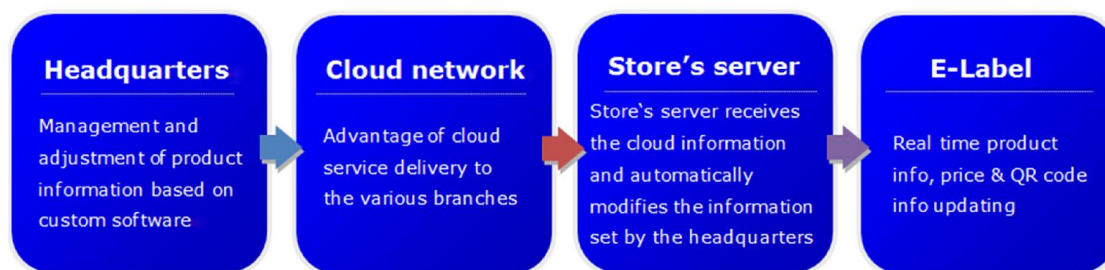 Headquarters
Management and
adjustment of product
information based on
custom software
Cloud network
Advantage of cloud
service delivery to
the various branches
Store’s server
Store‛s server receives
the cloud information
and automatically
modifies the information
set by the headquarters
E-Label
Real time product
info, price & QR code
info updating